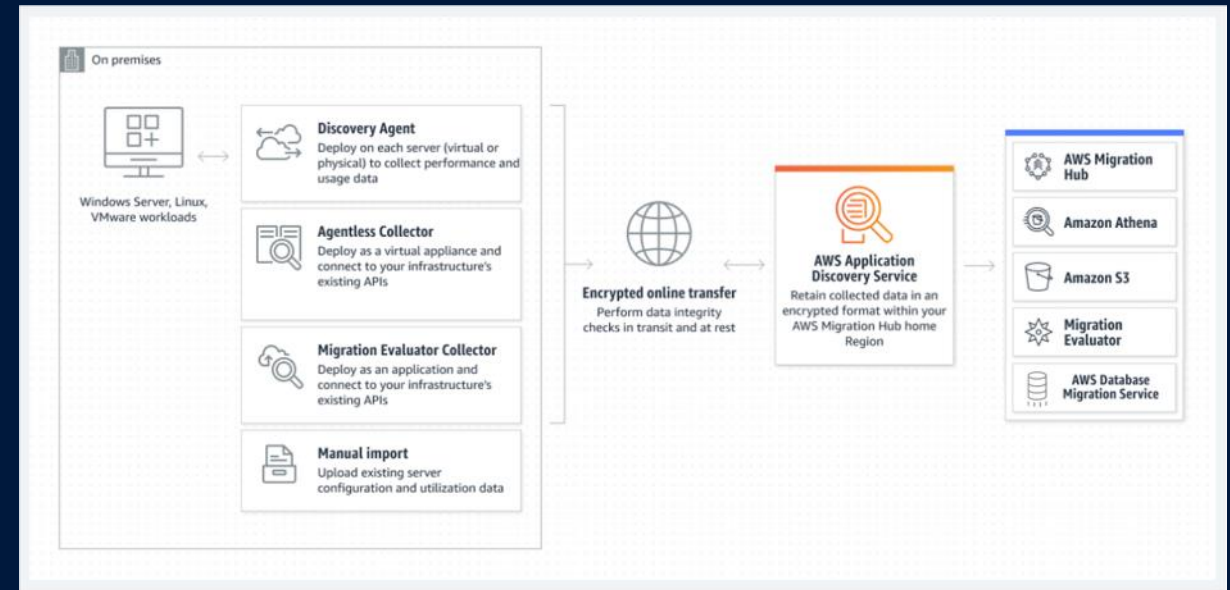 On premises
Windows Server, Linux,
VMware workloads
Discovery Agent
Deploy on each server (virtual or
physical) to collect performance and
usage data
Agentless Collector
Deploy as a virtual appliance and
connect to your infrastructure's
existing APIs
Migration Evaluator Collector
Deploy as an application and
connect to your infrastructure's
existing APIs
Manual import
Upload existing server
configuration and utilization data
Encrypted online transfer
Perform data integrity
checks in transit and at rest
AWS Application
Discovery Service
Retain collected data in an
encrypted format within your
AWS Migration Hub home
Region
AWS Migration
Hub
Amazon Athena
Amazon S3
Migration
Evaluator
AWS Database
Migration Service